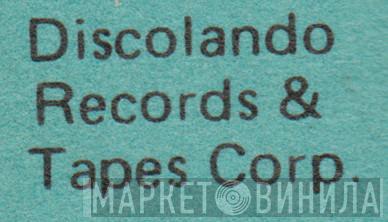 Discolando
Records &
Tapes Corp.
МАРКЕТ ВИНИЛА